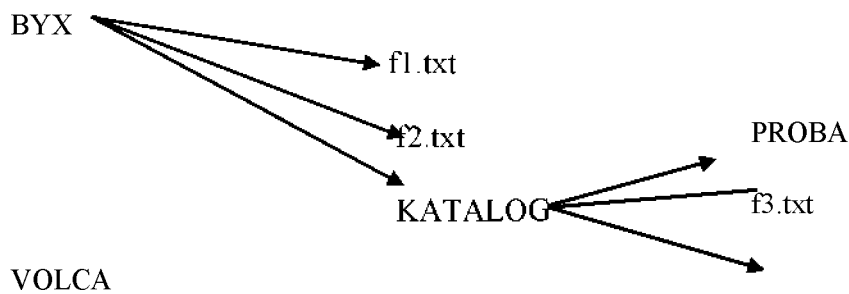 BYX
f1.txt
f2.txt
PROBA
KATALOG
f3.txt
VOLCA